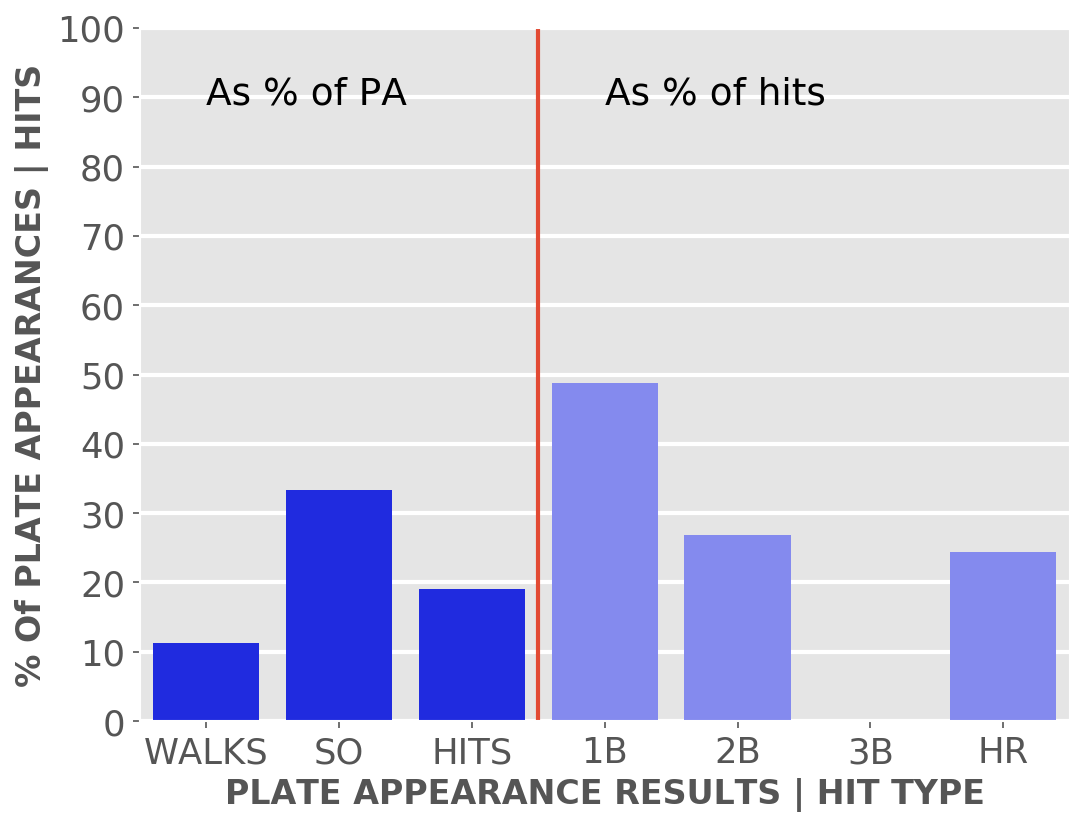 % Of PLATE APPEARANCES | HITS
100
90
80
70
60
50
40
30
20
10
0
As % of PA
As % of hits
WALKS SO HITS 1B 2B 3B HR
PLATE APPEARANCE RESULTS | HIT TYPE